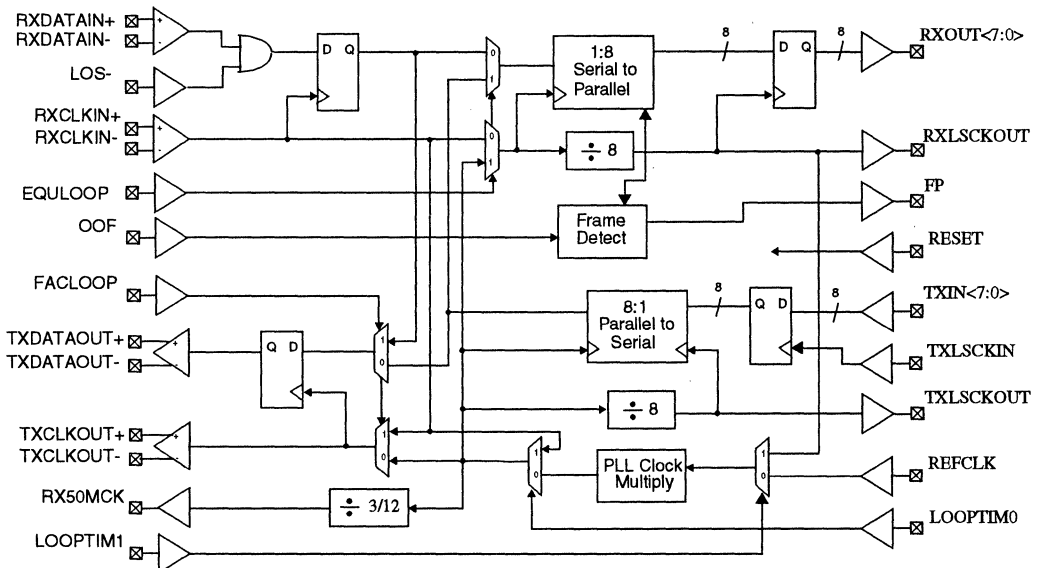 RXDATAIN+
RXDATAIN-
LOS-
RXCLKIN+
RXCLKIN-
EQULOOP
OOF
FACLOOP
TXDATAOUT+
TXDATAOUT-
TXCLKOUT+
TXCLKOUT-
RX50MCK
LOOPTIM1
+
-
+
-
D Q
0
1
0
1
1:8
Serial to
Parallel
÷ 8
Frame
Detect
8
D Q
8
RXOUT<7:0>
RXLSCKOUT
FP
RESET
8
Q D
8
TXIN<7:0>
TXLSCKIN
TXLSCKOUT
REFCLK
LOOPTIM0
8:1
Parallel to
Serial
÷ 8
PLL Clock
Multiply
1
0
1
0
1
0
1
0
Q D
+
-
+
-
÷ 3/12